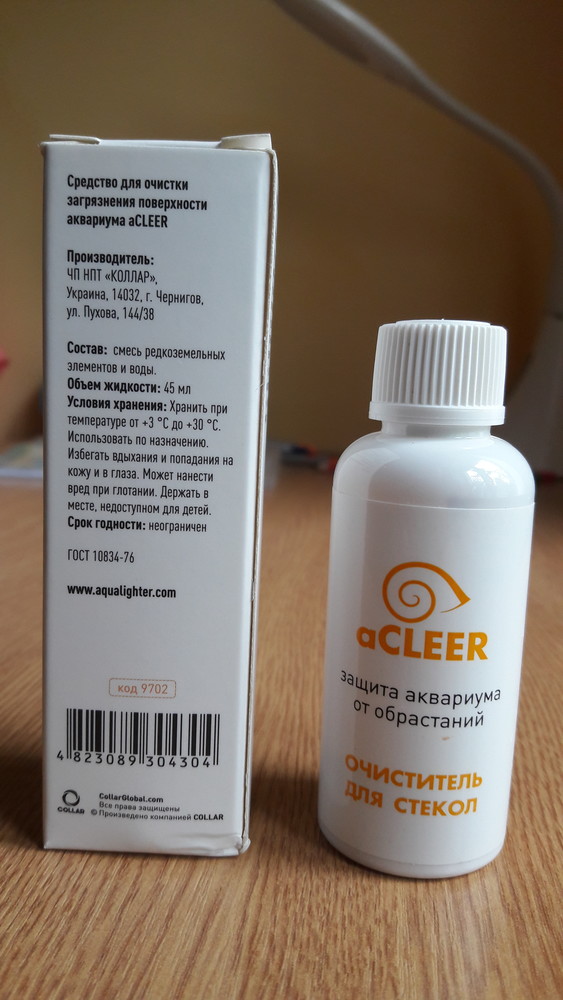 Средство для очистки
загрязнения поверхности
аквариума aCLEER
Производитель:
ЧП НПТ «КОЛЛАР»,
Украина, 14032, г. Чернигов,
ул. Пухова, 144/38
Состав: смесь редкоземельных
элементов и воды.
Объем жидкости: 45 мл
Условия хранения: Хранить при
температуре от +3 °С до +30 °С.
Использовать по назначению.
Избегать вдыхания и попадания на
кожу и в глаза. Может нанести
вред при глотании. Держать в
месте, недоступном для детей.
Срок годности: неограничен
ГОСТ 10834-76
www.aqualighter.com
код 9702
4 823089 304304
COLLAR
CollarGlobal.com
Все права защищены
© Произведено компанией COLLAR
aCLEER
защита аквариума
от обрастаний
ОЧИСТИТЕЛЬ
ДЛЯ СТЕКОЛ